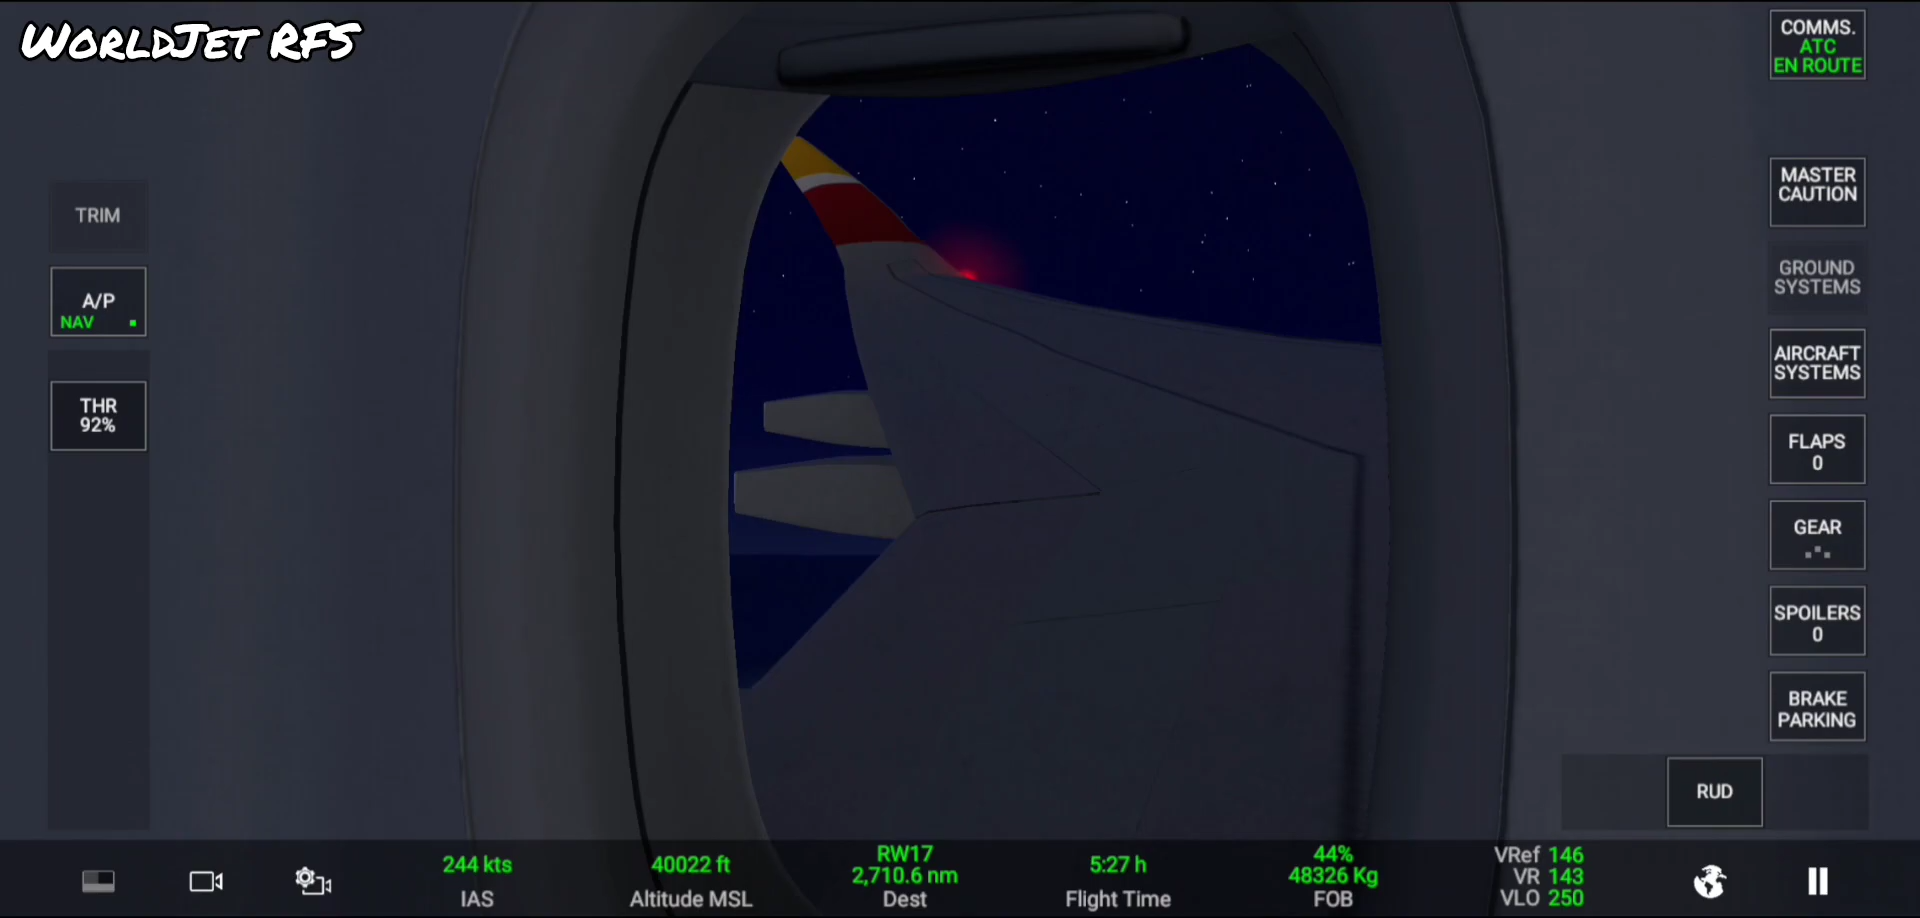 WORLDJET RFS
COMMS.
ATC
EN ROUTE
MASTER
CAUTION
TRIM
GROUND
SYSTEMS
A/P
NAV
AIRCRAFT
SYSTEMS
THR
92%
FLAPS
0
GEAR
SPOILERS
0
BRAKE
PARKING
RUD
244 kts
IAS
40022 ft
Altitude MSL
RW17
2,710.6 nm
Dest
5:27 h
Flight Time
44%
48326 Kg
FOB
VRef 146
VR 143
VLO 250